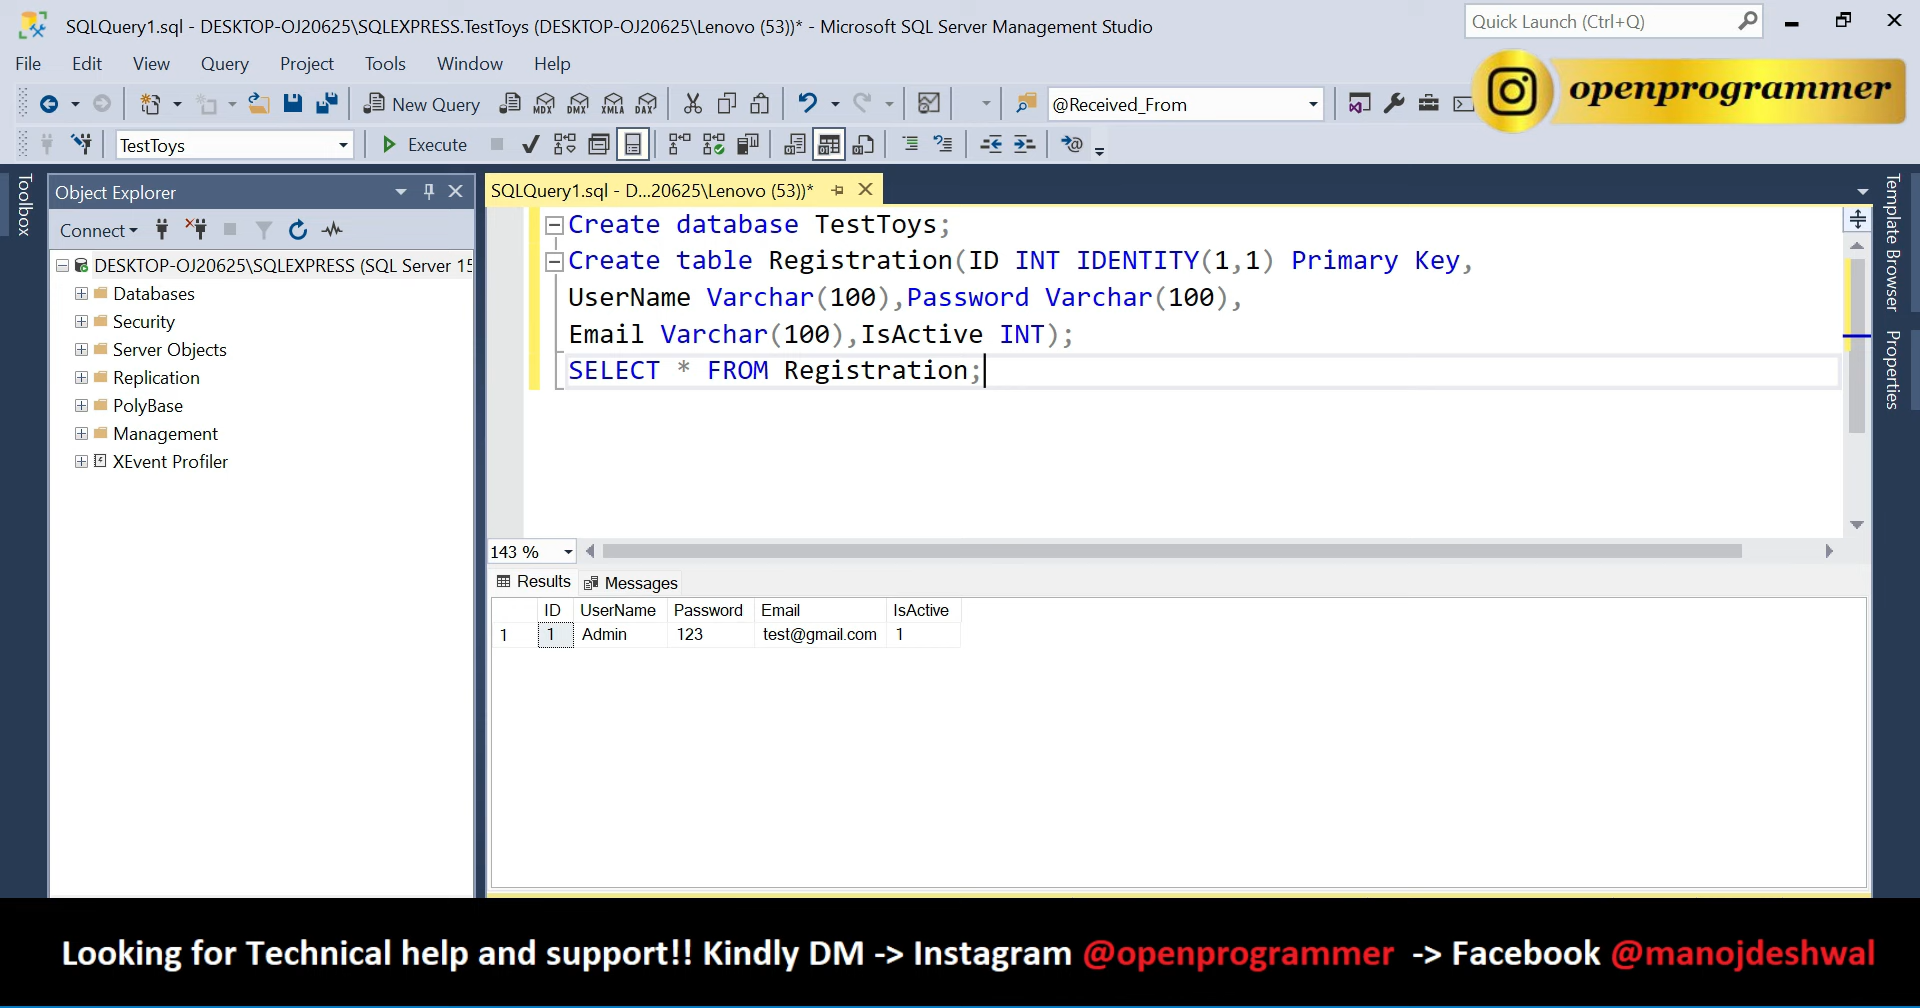 SQLQuery1.sql - DESKTOP-OJ20625\SQLEXPRESS.TestToys (DESKTOP-OJ20625\Lenovo (53))* - Microsoft SQL Server Management Studio
Quick Launch (Ctrl+Q)
File Edit View Query Project Tools Window Help
New Query MDX DMX XMLA DAX @Received_From
openprogrammer
TestToys Execute
Toolbox
Object Explorer
Connect
DESKTOP-OJ20625\SQLEXPRESS (SQL Server 15
Databases
Security
Server Objects
Replication
PolyBase
Management
XEvent Profiler
SQLQuery1.sql - D...20625\Lenovo (53))*
Create database TestToys;
Create table Registration(ID INT IDENTITY(1,1) Primary Key,
UserName Varchar(100),Password Varchar(100),
Email Varchar(100),IsActive INT);
SELECT * FROM Registration;
143 %
Results Messages
ID UserName Password Email IsActive
1 1 Admin 123 test@gmail.com 1
Template Browser
Properties
Looking for Technical help and support!! Kindly DM -> Instagram @openprogrammer -> Facebook @manojdeshwal